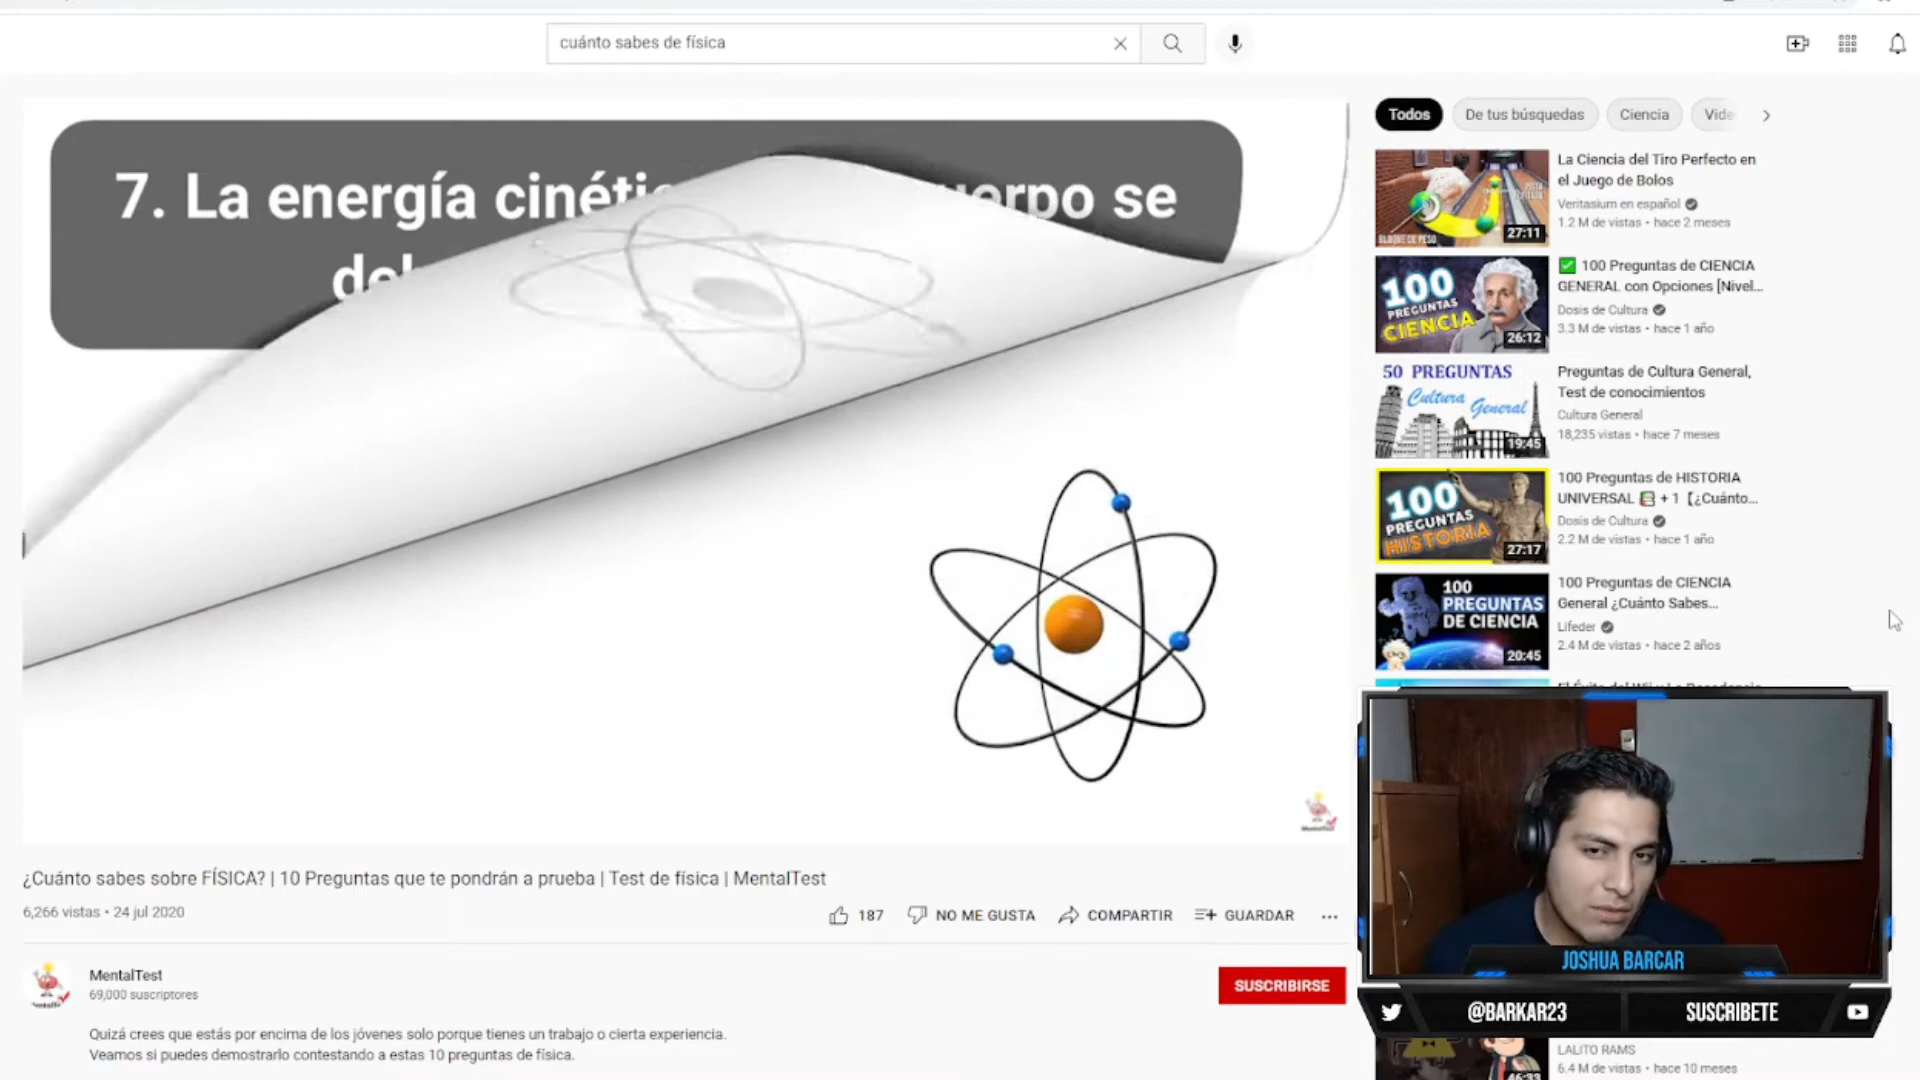 cuánto sabes de física
7. La energía cinéti
uerpo se
¿Cuánto sabes sobre FÍSICA? | 10 Preguntas que te pondrán a prueba | Test de física | MentalTest
6,266 vistas • 24 jul 2020
187
NO ME GUSTA
COMPARTIR
GUARDAR
MentalTest
69,000 suscriptores
SUSCRIBIRSE
Quizá crees que estás por encima de los jóvenes solo porque tienes un trabajo o cierta experiencia.
Veamos si puedes demostrarlo contestando a estas 10 preguntas de física.
Todos
De tus búsquedas
Ciencia
Vide
BLOQUE DE PESO
27:11
La Ciencia del Tiro Perfecto en
el Juego de Bolos
Veritasium en español
1.2 M de vistas • hace 2 meses
100
PREGUNTAS
CIENCIA
26:12
100 Preguntas de CIENCIA
GENERAL con Opciones [Nivel...
Dosis de Cultura
3.3 M de vistas • hace 1 año
50 PREGUNTAS
Cultura
General
19:45
Preguntas de Cultura General,
Test de conocimientos
Cultura General
18,235 vistas • hace 7 meses
100
PREGUNTAS
HISTORIA
27:17
100 Preguntas de HISTORIA
UNIVERSAL + 1【¿Cuánto...
Dosis de Cultura
2.2 M de vistas • hace 1 año
100
PREGUNTAS
DE CIENCIA
20:45
100 Preguntas de CIENCIA
General ¿Cuánto Sabes...
Lifeder
2.4 M de vistas • hace 2 años
JOSHUA BARCAR
@BARKAR23
SUSCRIBETE
46:33
LALITO RAMS
6.4 M de vistas • hace 10 meses